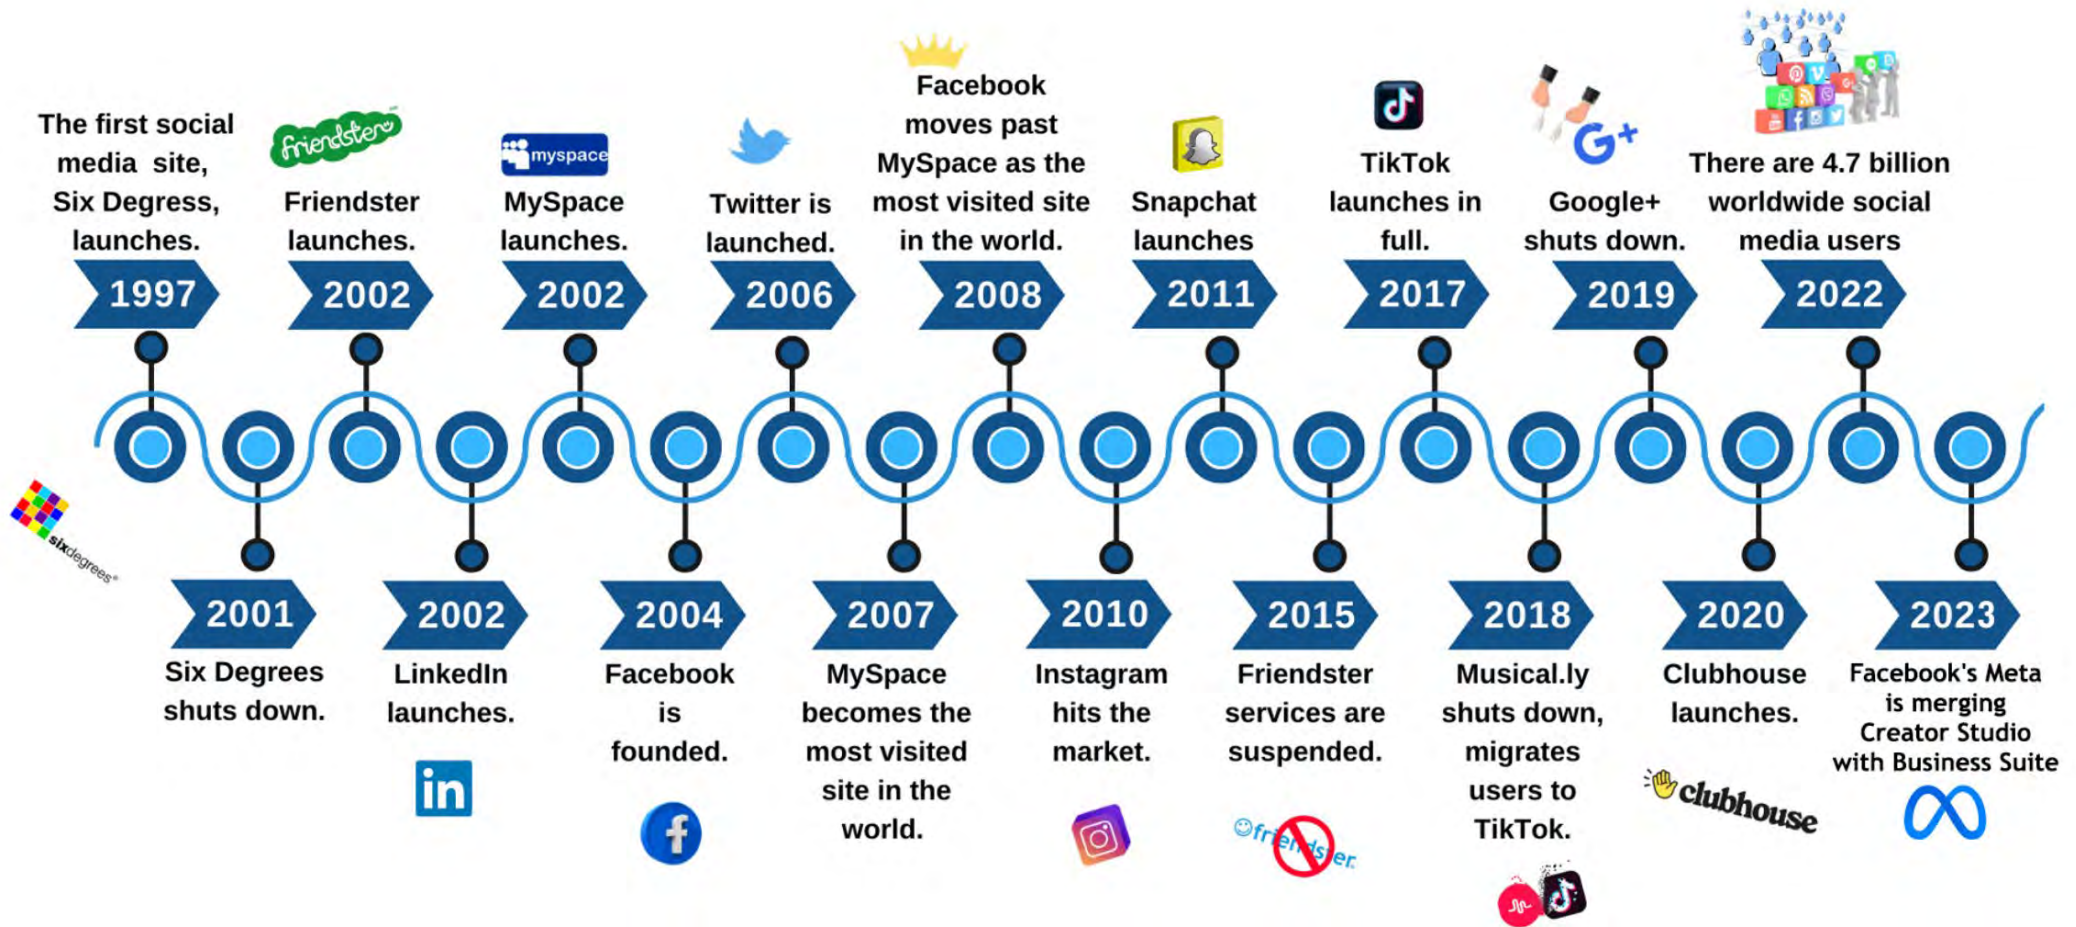 The first social
media site,
Six Degress,
launches.
1997
friendster
Friendster
launches.
2002
myspace
MySpace
launches.
2002
Twitter is
launched.
2006
Facebook
moves past
MySpace as the
most visited site
in the world.
2008
Snapchat
launches
2011
TikTok
launches in
full.
2017
G+
Google+
shuts down.
2019
There are 4.7 billion
worldwide social
media users
2022
sixdegrees®
2001
Six Degrees
shuts down.
2002
LinkedIn
launches.
in
2004
Facebook
is
founded.
f
2007
MySpace
becomes the
most visited
site in the
world.
2010
Instagram
hits the
market.
2015
Friendster
services are
suspended.
friendster
2018
Musical.ly
shuts down,
migrates
users to
TikTok.
2020
Clubhouse
launches.
clubhouse
2023
Facebook's Meta
is merging
Creator Studio
with Business Suite